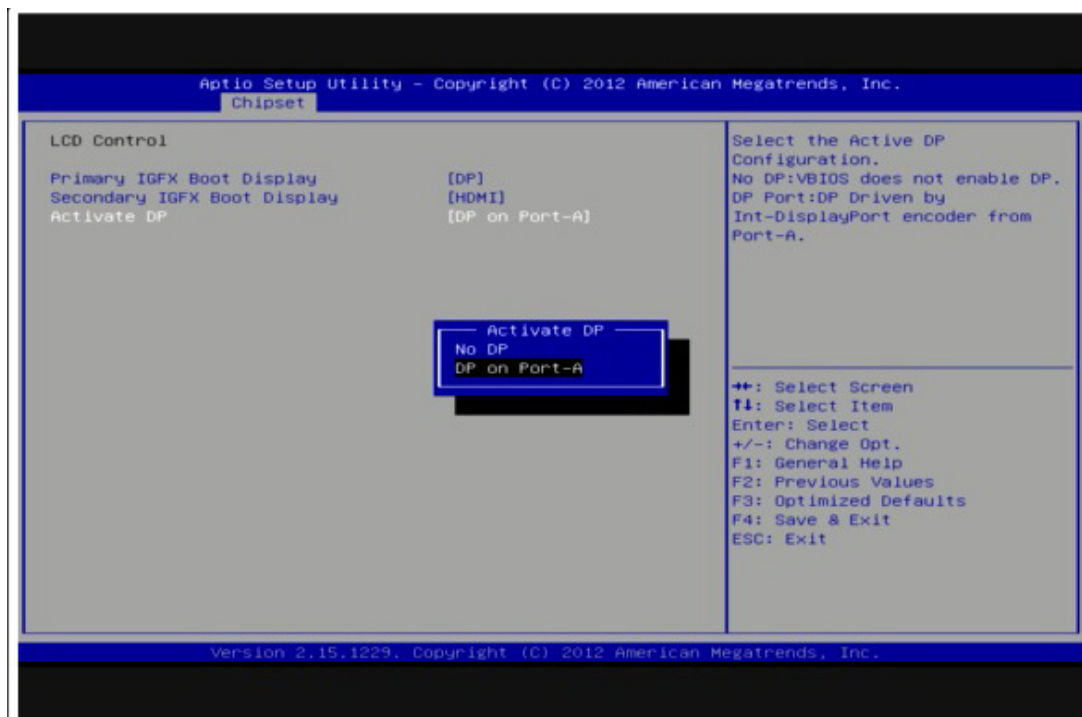 Aptio Setup Utility – Copyright (C) 2012 American Megatrends, Inc.
Chipset
LCD Control
Primary IGFX Boot Display [DP]
Secondary IGFX Boot Display [HDMI]
Activate DP [DP on Port-A]
Activate DP
No DP
DP on Port-A
Select the Active DP
Configuration.
No DP:VBIOS does not enable DP.
DP Port:DP Driven by
Int-DisplayPort encoder from
Port-A.
→←: Select Screen
↑↓: Select Item
Enter: Select
+/-: Change Opt.
F1: General Help
F2: Previous Values
F3: Optimized Defaults
F4: Save & Exit
ESC: Exit
Version 2.15.1229. Copyright (C) 2012 American Megatrends, Inc.